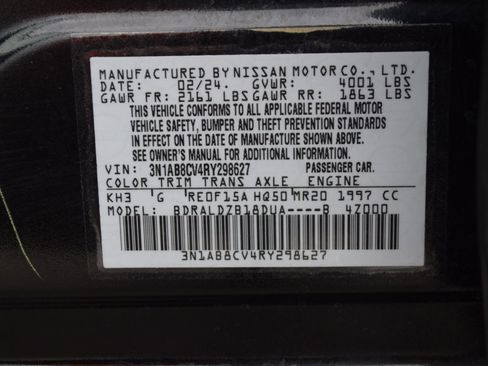 MANUFACTURED BY NISSAN MOTOR CO., LTD.
DATE: 02/24. GVWR: 4001 LBS
GAWR FR: 2161 LBS GAWR RR: 1863 LBS
THIS VEHICLE CONFORMS TO ALL APPLICABLE FEDERAL MOTOR
VEHICLE SAFETY, BUMPER AND THEFT PREVENTION STANDARDS
IN EFFECT ON THE DATE OF MANUFACTURE SHOWN ABOVE.
SEE OWNER'S MANUAL FOR ADDITIONAL INFORMATION.
VIN: 3N1AB8CV4RY298627 PASSENGER CAR.
COLOR TRIM TRANS AXLE ENGINE
KH3 G RE0F15A HQ50 MR20 1997 CC
MODEL: BDRALDZB18DUA----B 4Z000
3N1AB8CV4RY298627